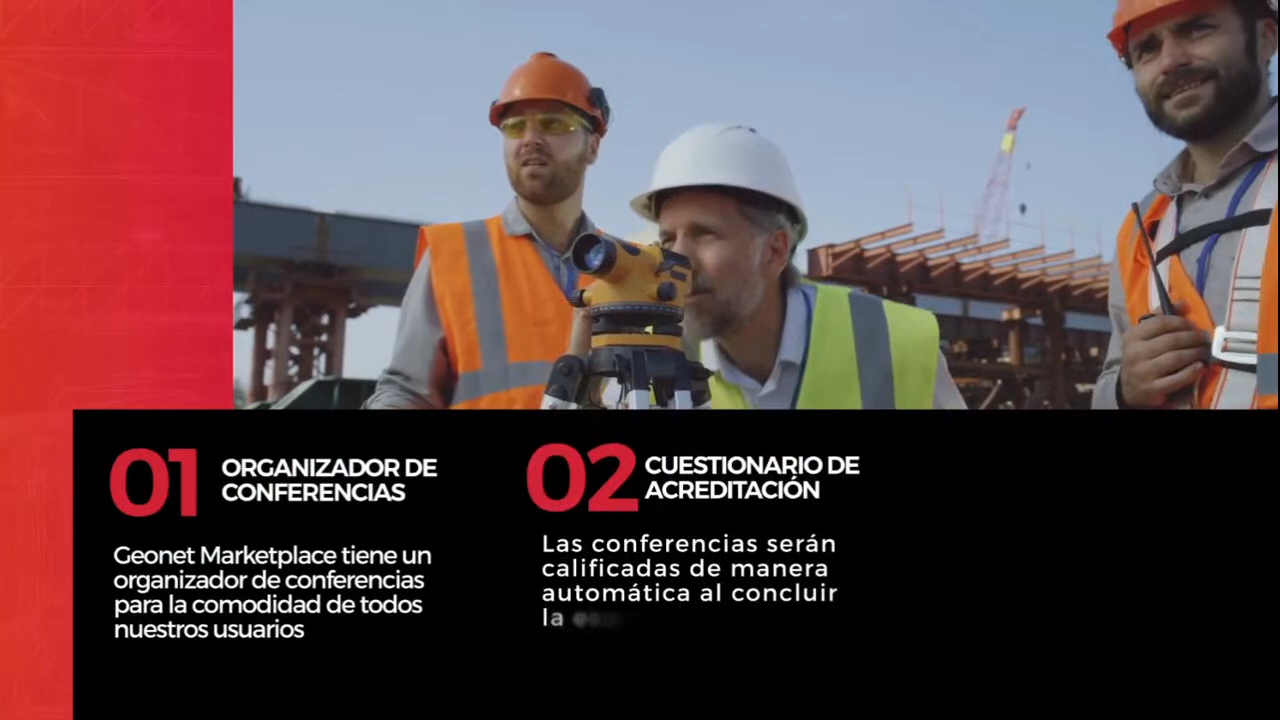 01
ORGANIZADOR DE
CONFERENCIAS
Geonet Marketplace tiene un
organizador de conferencias
para la comodidad de todos
nuestros usuarios
02
CUESTIONARIO DE
ACREDITACIÓN
Las conferencias serán
calificadas de manera
automática al concluir
la